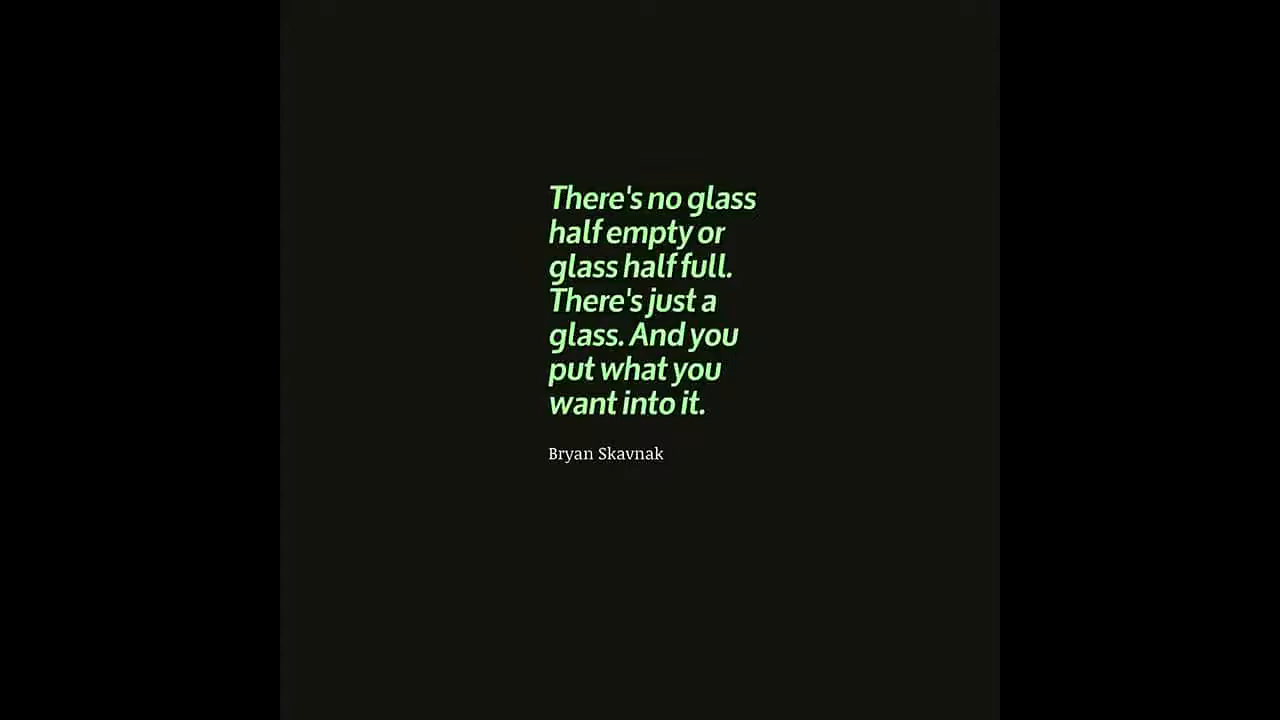 There's no glass
half empty or
glass half full.
There's just a
glass. And you
put what you
want into it.
Bryan Skavnak